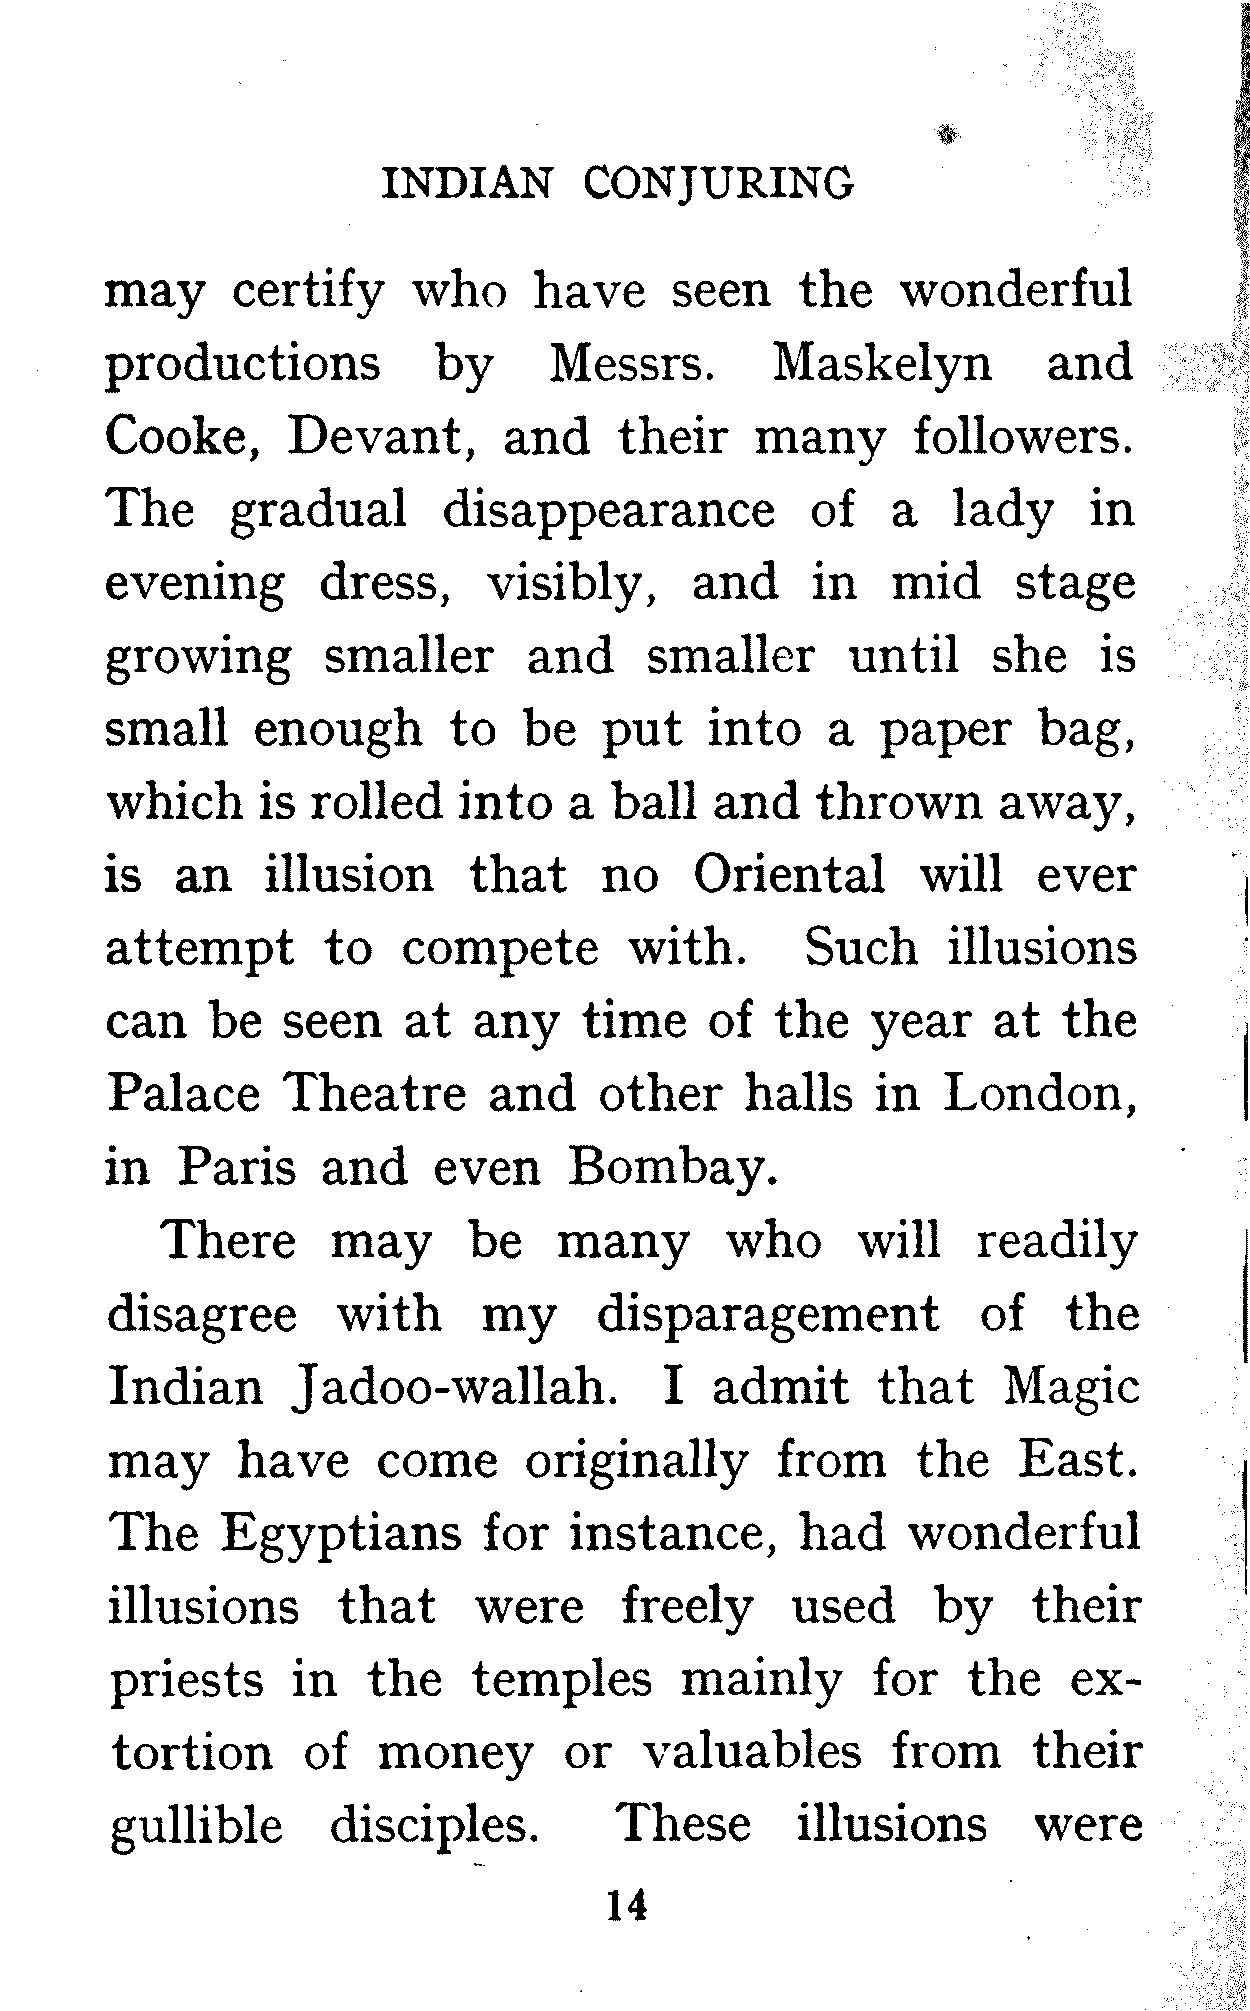 INDIAN CONJURING
may certify who have seen the wonderful
productions by Messrs. Maskelyn and
Cooke, Devant, and their many followers.
The gradual disappearance of a lady in
evening dress, visibly, and in mid stage
growing smaller and smaller until she is
small enough to be put into a paper bag,
which is rolled into a ball and thrown away,
is an illusion that no Oriental will ever
attempt to compete with. Such illusions
can be seen at any time of the year at the
Palace Theatre and other halls in London,
in Paris and even Bombay.
There may be many who will readily
disagree with my disparagement of the
Indian Jadoo-wallah. I admit that Magic
may have come originally from the East.
The Egyptians for instance, had wonderful
illusions that were freely used by their
priests in the temples mainly for the ex-
tortion of money or valuables from their
gullible disciples. These illusions were
14